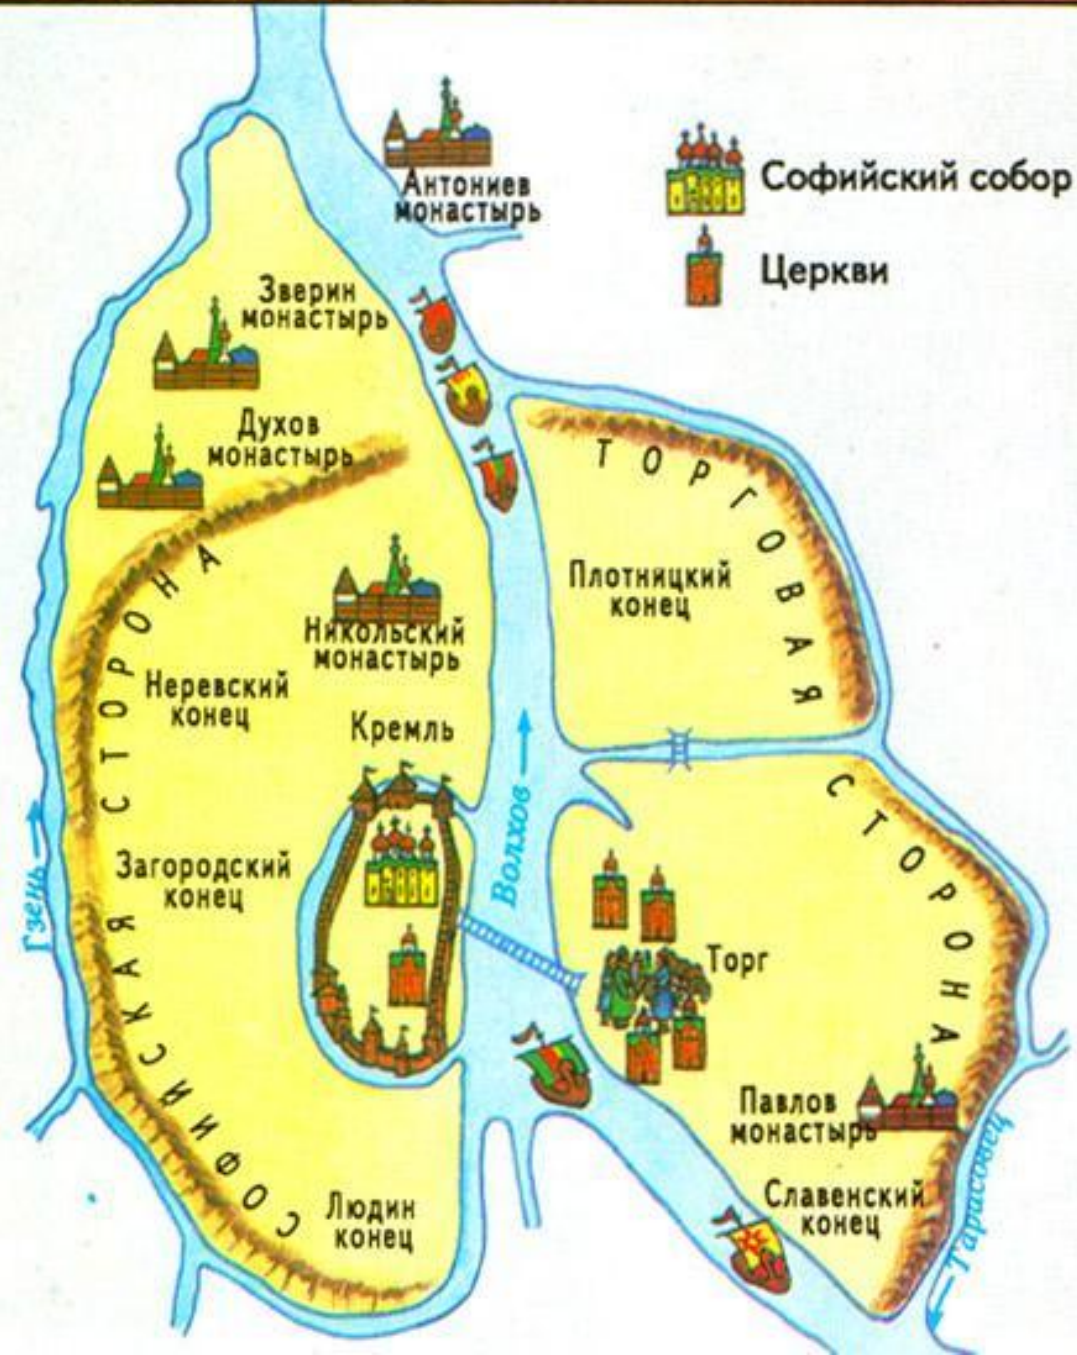 Антониев
монастырь
Софийский собор
Церкви
Зверин
монастырь
Духов
монастырь
ТОРГОВАЯ
СТОРОНА
Плотницкий
конец
Никольский
монастырь
Неревский
конец
Кремль
СОФИЙСКАЯ СТОРОНА
Загородский
конец
Волхов
Гзень
Торг
Павлов
монастырь
Славенский
конец
Тарасовец
Людин
конец